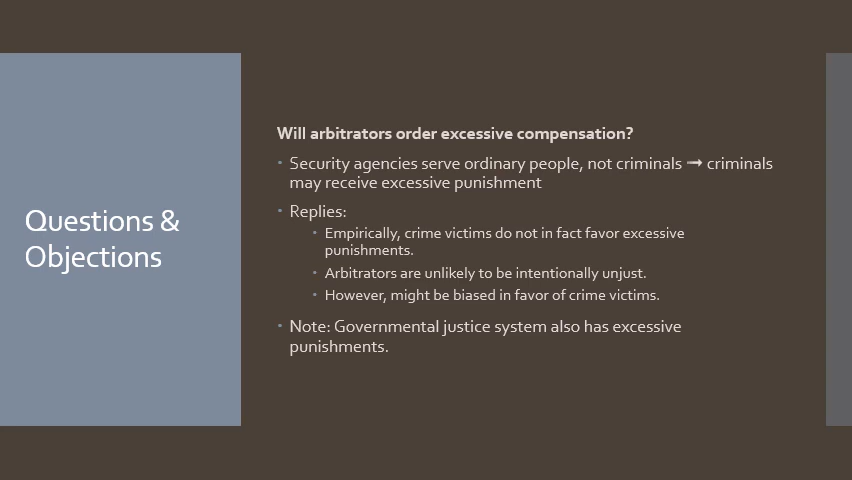 Questions &
Objections
Will arbitrators order excessive compensation?
• Security agencies serve ordinary people, not criminals → criminals
may receive excessive punishment
• Replies:
• Empirically, crime victims do not in fact favor excessive
punishments.
• Arbitrators are unlikely to be intentionally unjust.
• However, might be biased in favor of crime victims.
• Note: Governmental justice system also has excessive
punishments.